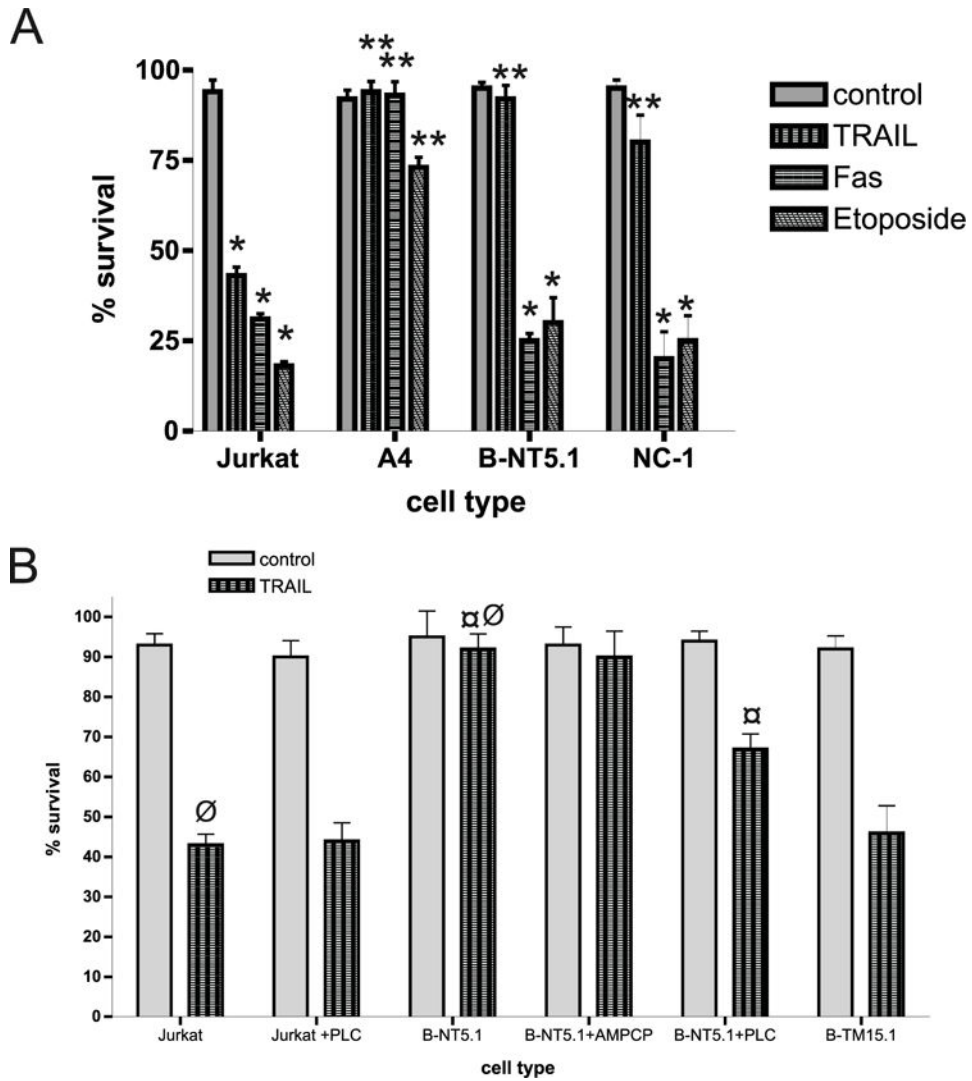 A
** **
100
75
50
25
0
% survival
* * *
**
**
* *
**
* *
control
TRAIL
Fas
Etoposide
Jurkat A4 B-NT5.1 NC-1
cell type
B
control
TRAIL
100
90
80
70
60
50
40
30
20
10
0
% survival
Ø
¤ Ø
¤
Jurkat Jurkat +PLC B-NT5.1 B-NT5.1+AMPCP B-NT5.1+PLC B-TM15.1
cell type